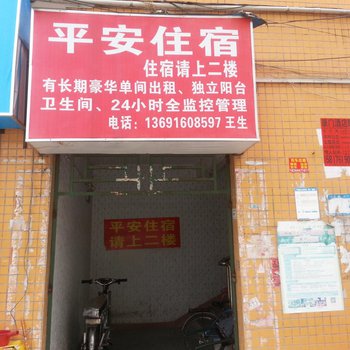 平安住宿
住宿请上二楼
有长期豪华单间出租、独立阳台
卫生间、24小时全监控管理
电话：13691608597 王生
平安住宿
请上二楼